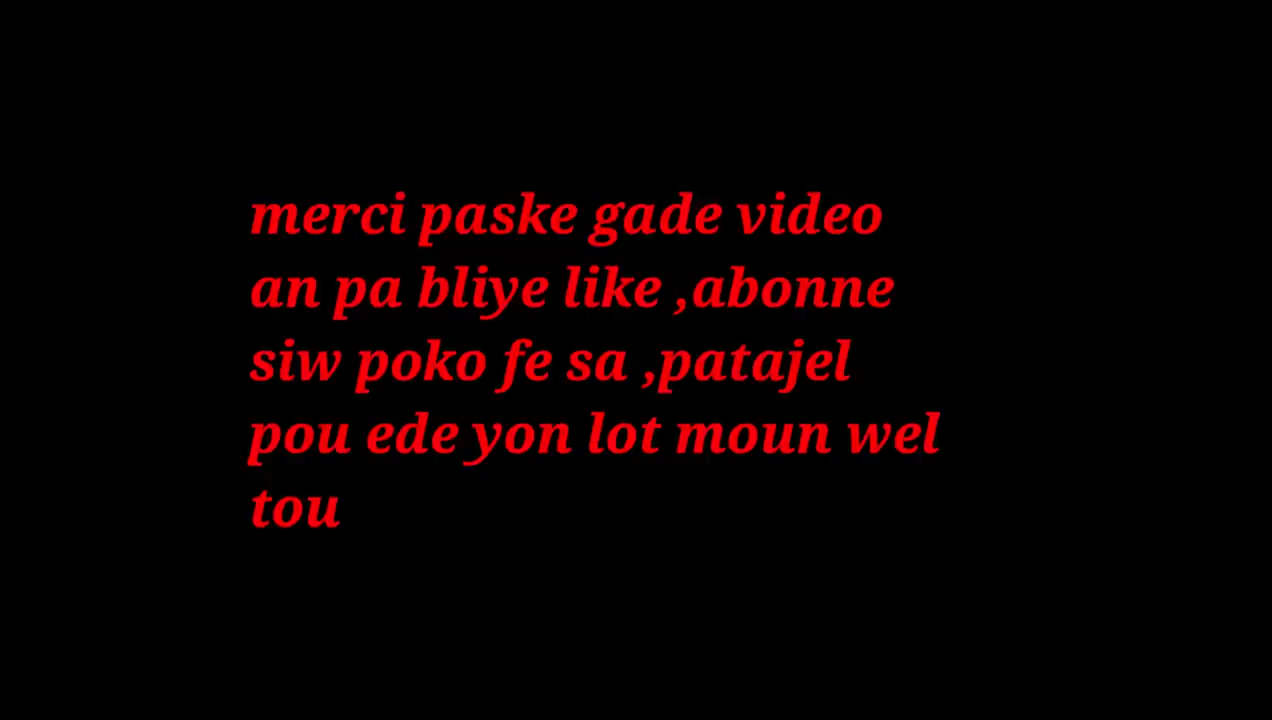 merci paske gade video
an pa bliye like ,abonne
siw poko fe sa ,patajel
pou ede yon lot moun wel
tou